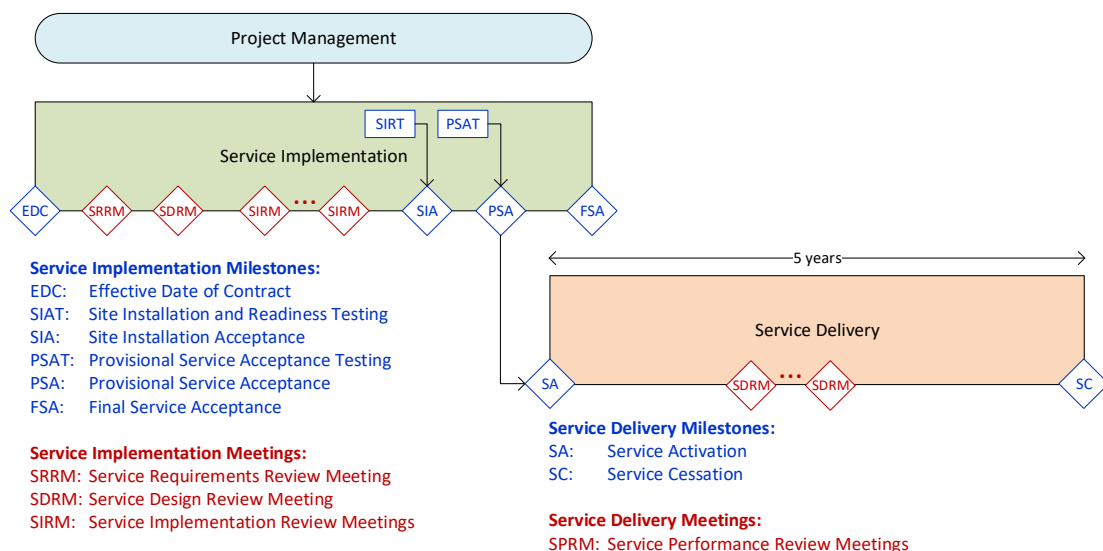 Project Management
SIRT PSAT
Service Implementation
EDC SRRM SDRM SIRM ... SIRM SIA PSA FSA
Service Implementation Milestones:
EDC: Effective Date of Contract
SIAT: Site Installation and Readiness Testing
SIA: Site Installation Acceptance
PSAT: Provisional Service Acceptance Testing
PSA: Provisional Service Acceptance
FSA: Final Service Acceptance
Service Implementation Meetings:
SRRM: Service Requirements Review Meeting
SDRM: Service Design Review Meeting
SIRM: Service Implementation Review Meetings
5 years
Service Delivery
SA SDRM ... SDRM SC
Service Delivery Milestones:
SA: Service Activation
SC: Service Cessation
Service Delivery Meetings:
SPRM: Service Performance Review Meetings